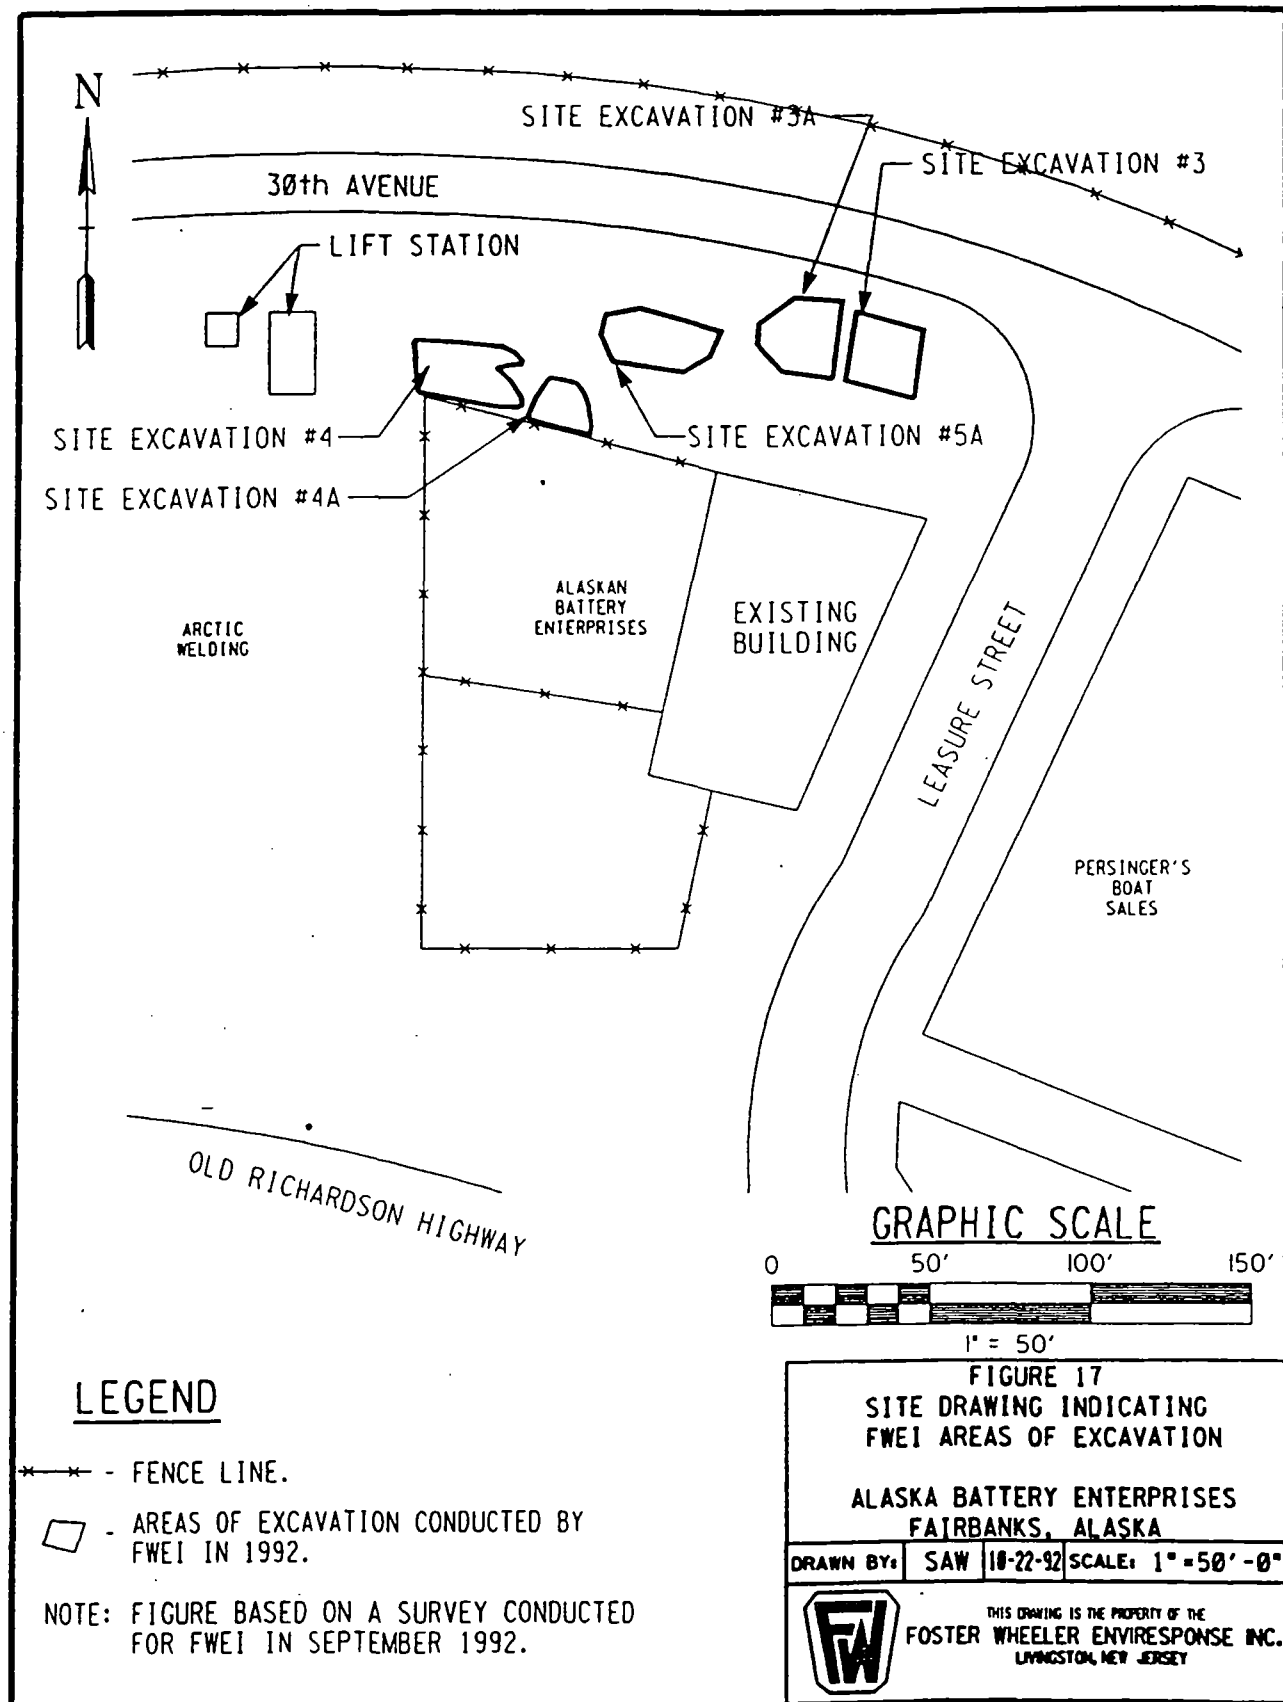 N
SITE EXCAVATION #3A
SITE EXCAVATION #3
30th AVENUE
LIFT STATION
SITE EXCAVATION #4
SITE EXCAVATION #5A
SITE EXCAVATION #4A
ALASKAN
BATTERY
ENTERPRISES
EXISTING
BUILDING
ARCTIC
WELDING
LEASURE STREET
PERSINGER'S
BOAT
SALES
OLD RICHARDSON HIGHWAY
GRAPHIC SCALE
0 50' 100' 150'
1" = 50'
LEGEND
- FENCE LINE.
- AREAS OF EXCAVATION CONDUCTED BY
FWEI IN 1992.
NOTE: FIGURE BASED ON A SURVEY CONDUCTED
FOR FWEI IN SEPTEMBER 1992.
FIGURE 17
SITE DRAWING INDICATING
FWEI AREAS OF EXCAVATION
ALASKA BATTERY ENTERPRISES
FAIRBANKS, ALASKA
DRAWN BY: SAW 10-22-92 SCALE: 1"=50'-0"
FW
THIS DRAWING IS THE PROPERTY OF THE
FOSTER WHEELER ENVIRESPONSE INC.
LIVINGSTON, NEW JERSEY